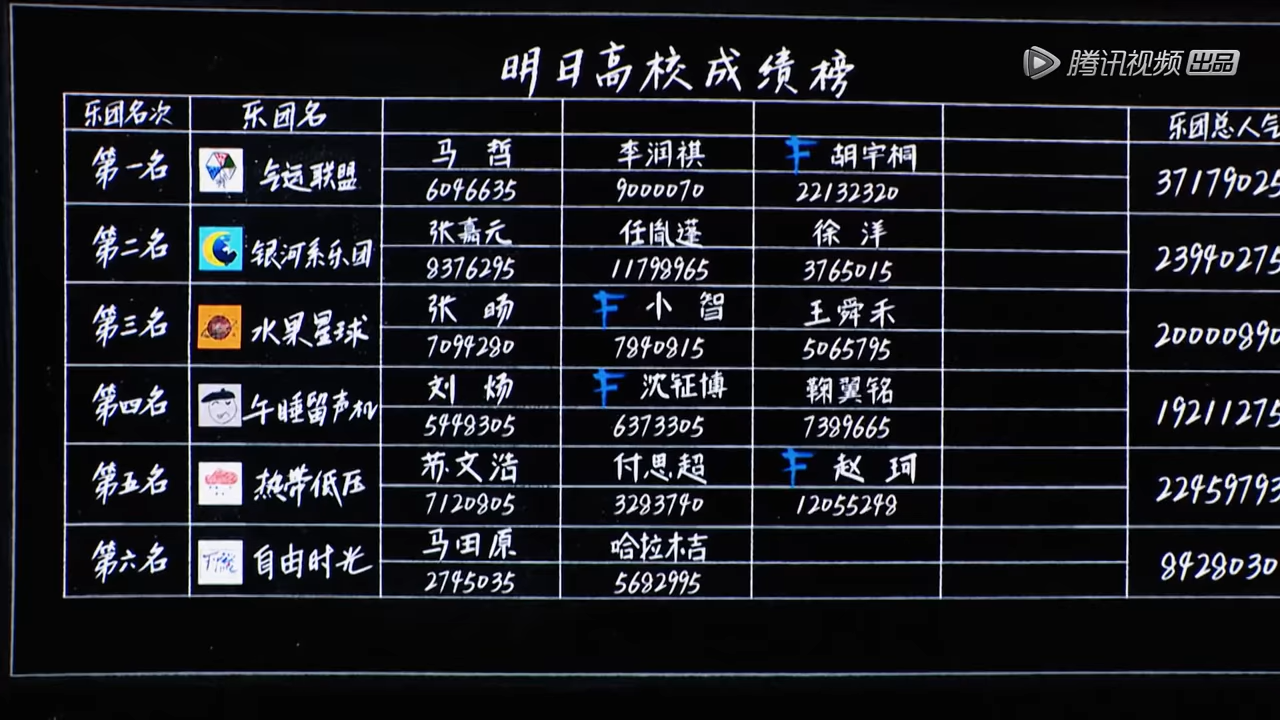 明日高校成绩榜
腾讯视频 出品
乐团名次 乐团名 乐团总人气
第一名 气运联盟 马哲 李润祺 F 胡宇桐 37179025
6046635 9000070 22132320
第二名 银河系乐团 张嘉元 任胤蓬 徐洋 23940275
8376295 11798965 3765015
第三名 水果星球 张旸 F 小智 王舜禾 20000890
7094280 7840815 5065795
第四名 午睡留声机 刘炀 F 沈钲博 鞠翼铭 19211275
5448305 6373305 7389665
第五名 热带低压 苏文浩 付思超 F 赵珂 22459793
7120805 3283740 12055248
第六名 自由时光 马田原 哈拉木吉 8428030
2745035 5682995